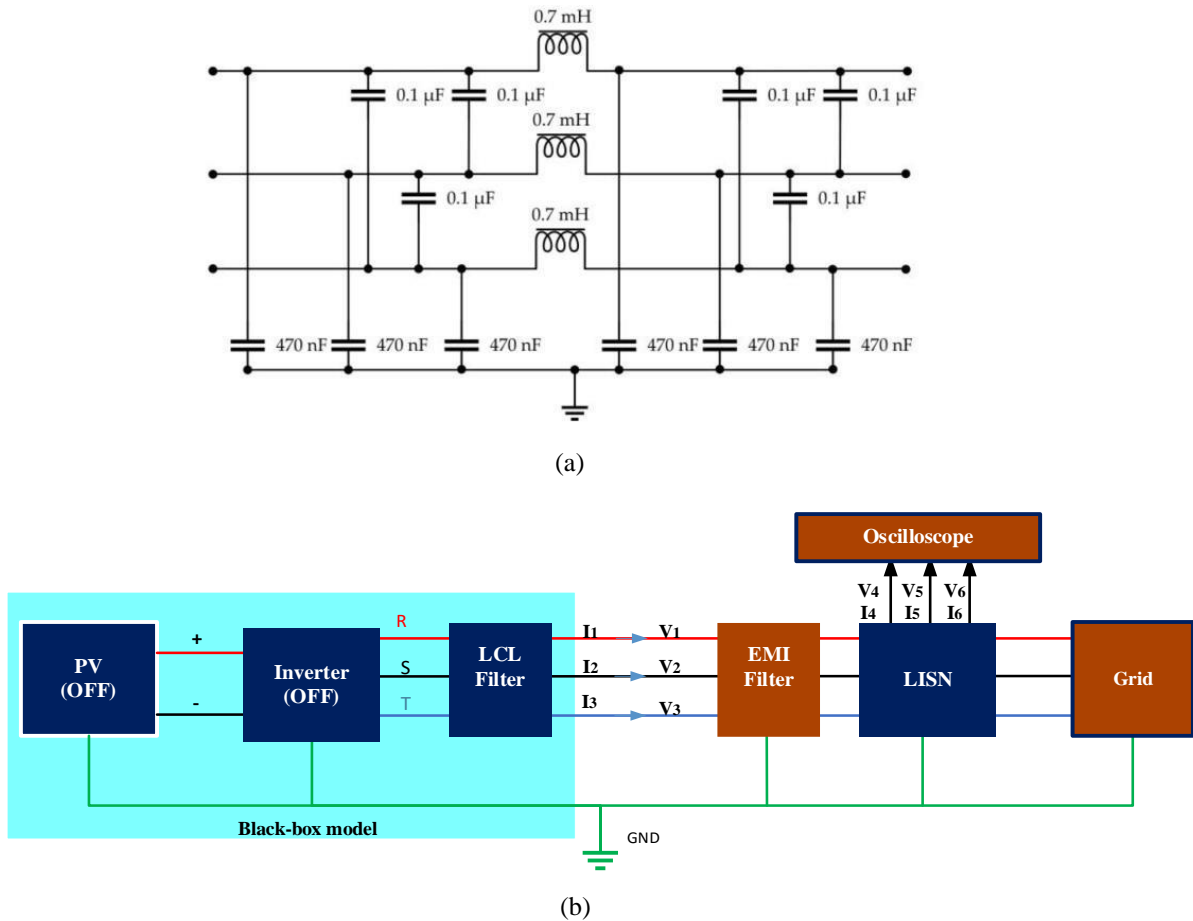 0.7 mH
0.1 µF 0.1 µF 0.1 µF 0.1 µF
0.7 mH
0.1 µF 0.1 µF
0.7 mH
470 nF 470 nF 470 nF 470 nF 470 nF 470 nF
(a)
Oscilloscope
V4 V5 V6
I4 I5 I6
R I1 V1
+
PV (OFF)
Inverter (OFF)
S
LCL Filter
I2 V2
EMI Filter
LISN
Grid
-
T I3 V3
Black-box model
GND
(b)